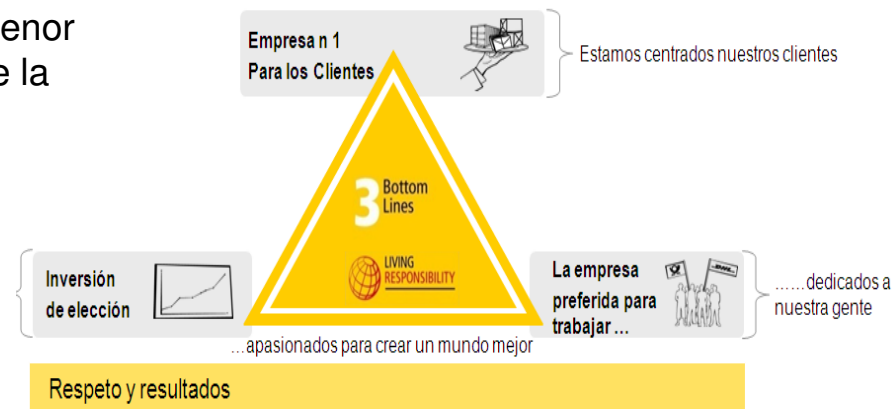 enor
e la
Empresa n 1
Para los Clientes
Estamos centrados nuestros clientes
3 Bottom
Lines
LIVING
RESPONSIBILITY
Inversión
de elección
La empresa
preferida para
trabajar ...
......dedicados a
nuestra gente
...apasionados para crear un mundo mejor
Respeto y resultados